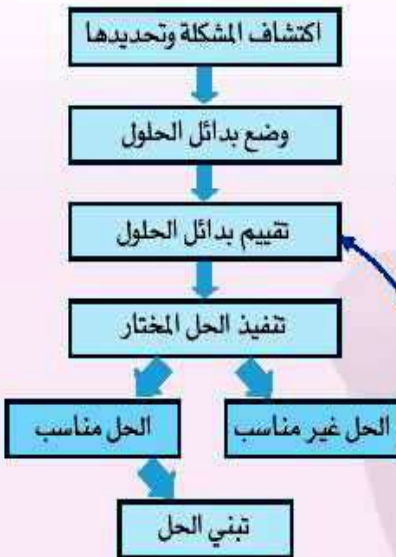 اكتشاف المشكلة وتحديدها
وضع بدائل الحلول
تقييم بدائل الحلول
تنفيذ الحل المختار
الحل غير مناسب
الحل مناسب
تبني الحل